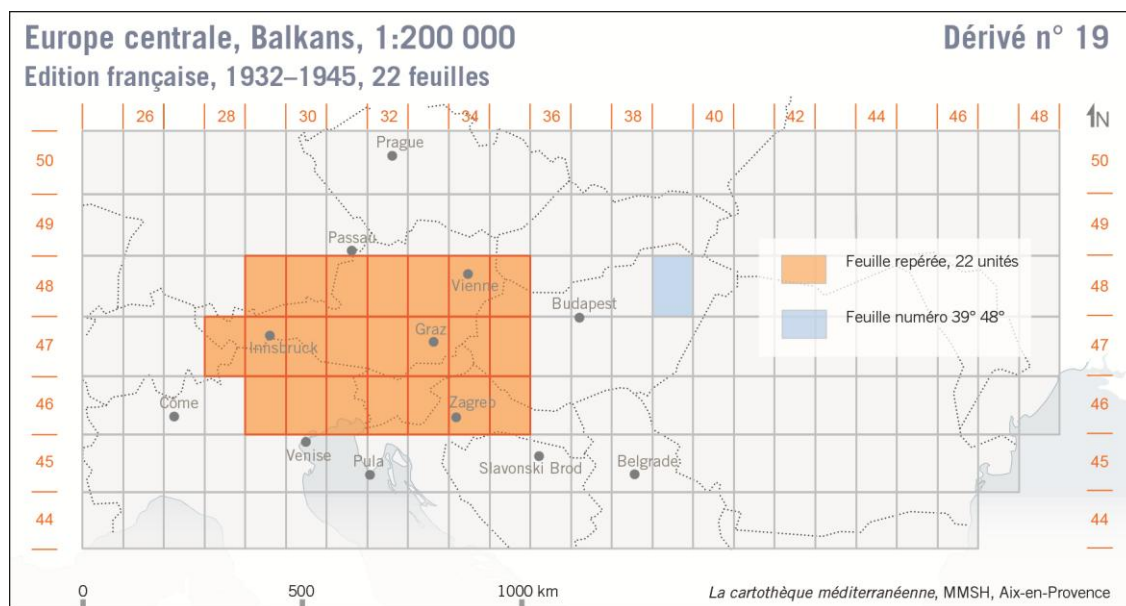 Europe centrale, Balkans, 1:200 000
Dérivé n° 19
Edition française, 1932–1945, 22 feuilles
26 28 30 32 34 36 38 40 42 44 46 48
N
50 Prague 50
49 49
Passau
Feuille repérée, 22 unités
48 Vienne 48
Budapest
Feuille numéro 39° 48°
Graz
47 Innsbruck 47
Côme Zagreb
46 46
Venise
45 Pula Slavonski Brod Belgrade 45
44 44
0 500 1000 km
La cartothèque méditerranéenne, MMSH, Aix-en-Provence